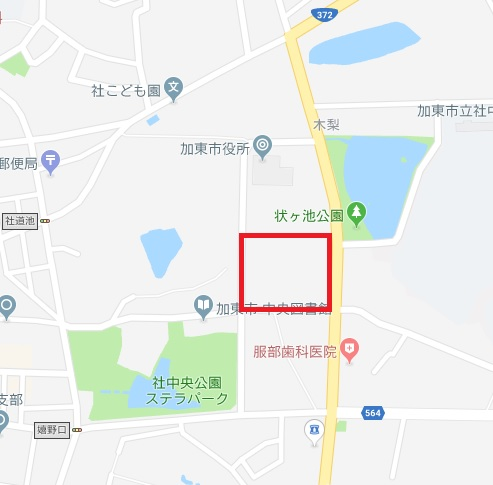 372
社こども園
加東市立社中
木梨
加東市役所
郵便局
状ヶ池公園
社道池
加東市 中央図書館
服部歯科医院
社中央公園
ステラパーク
支部
564
嬉野口